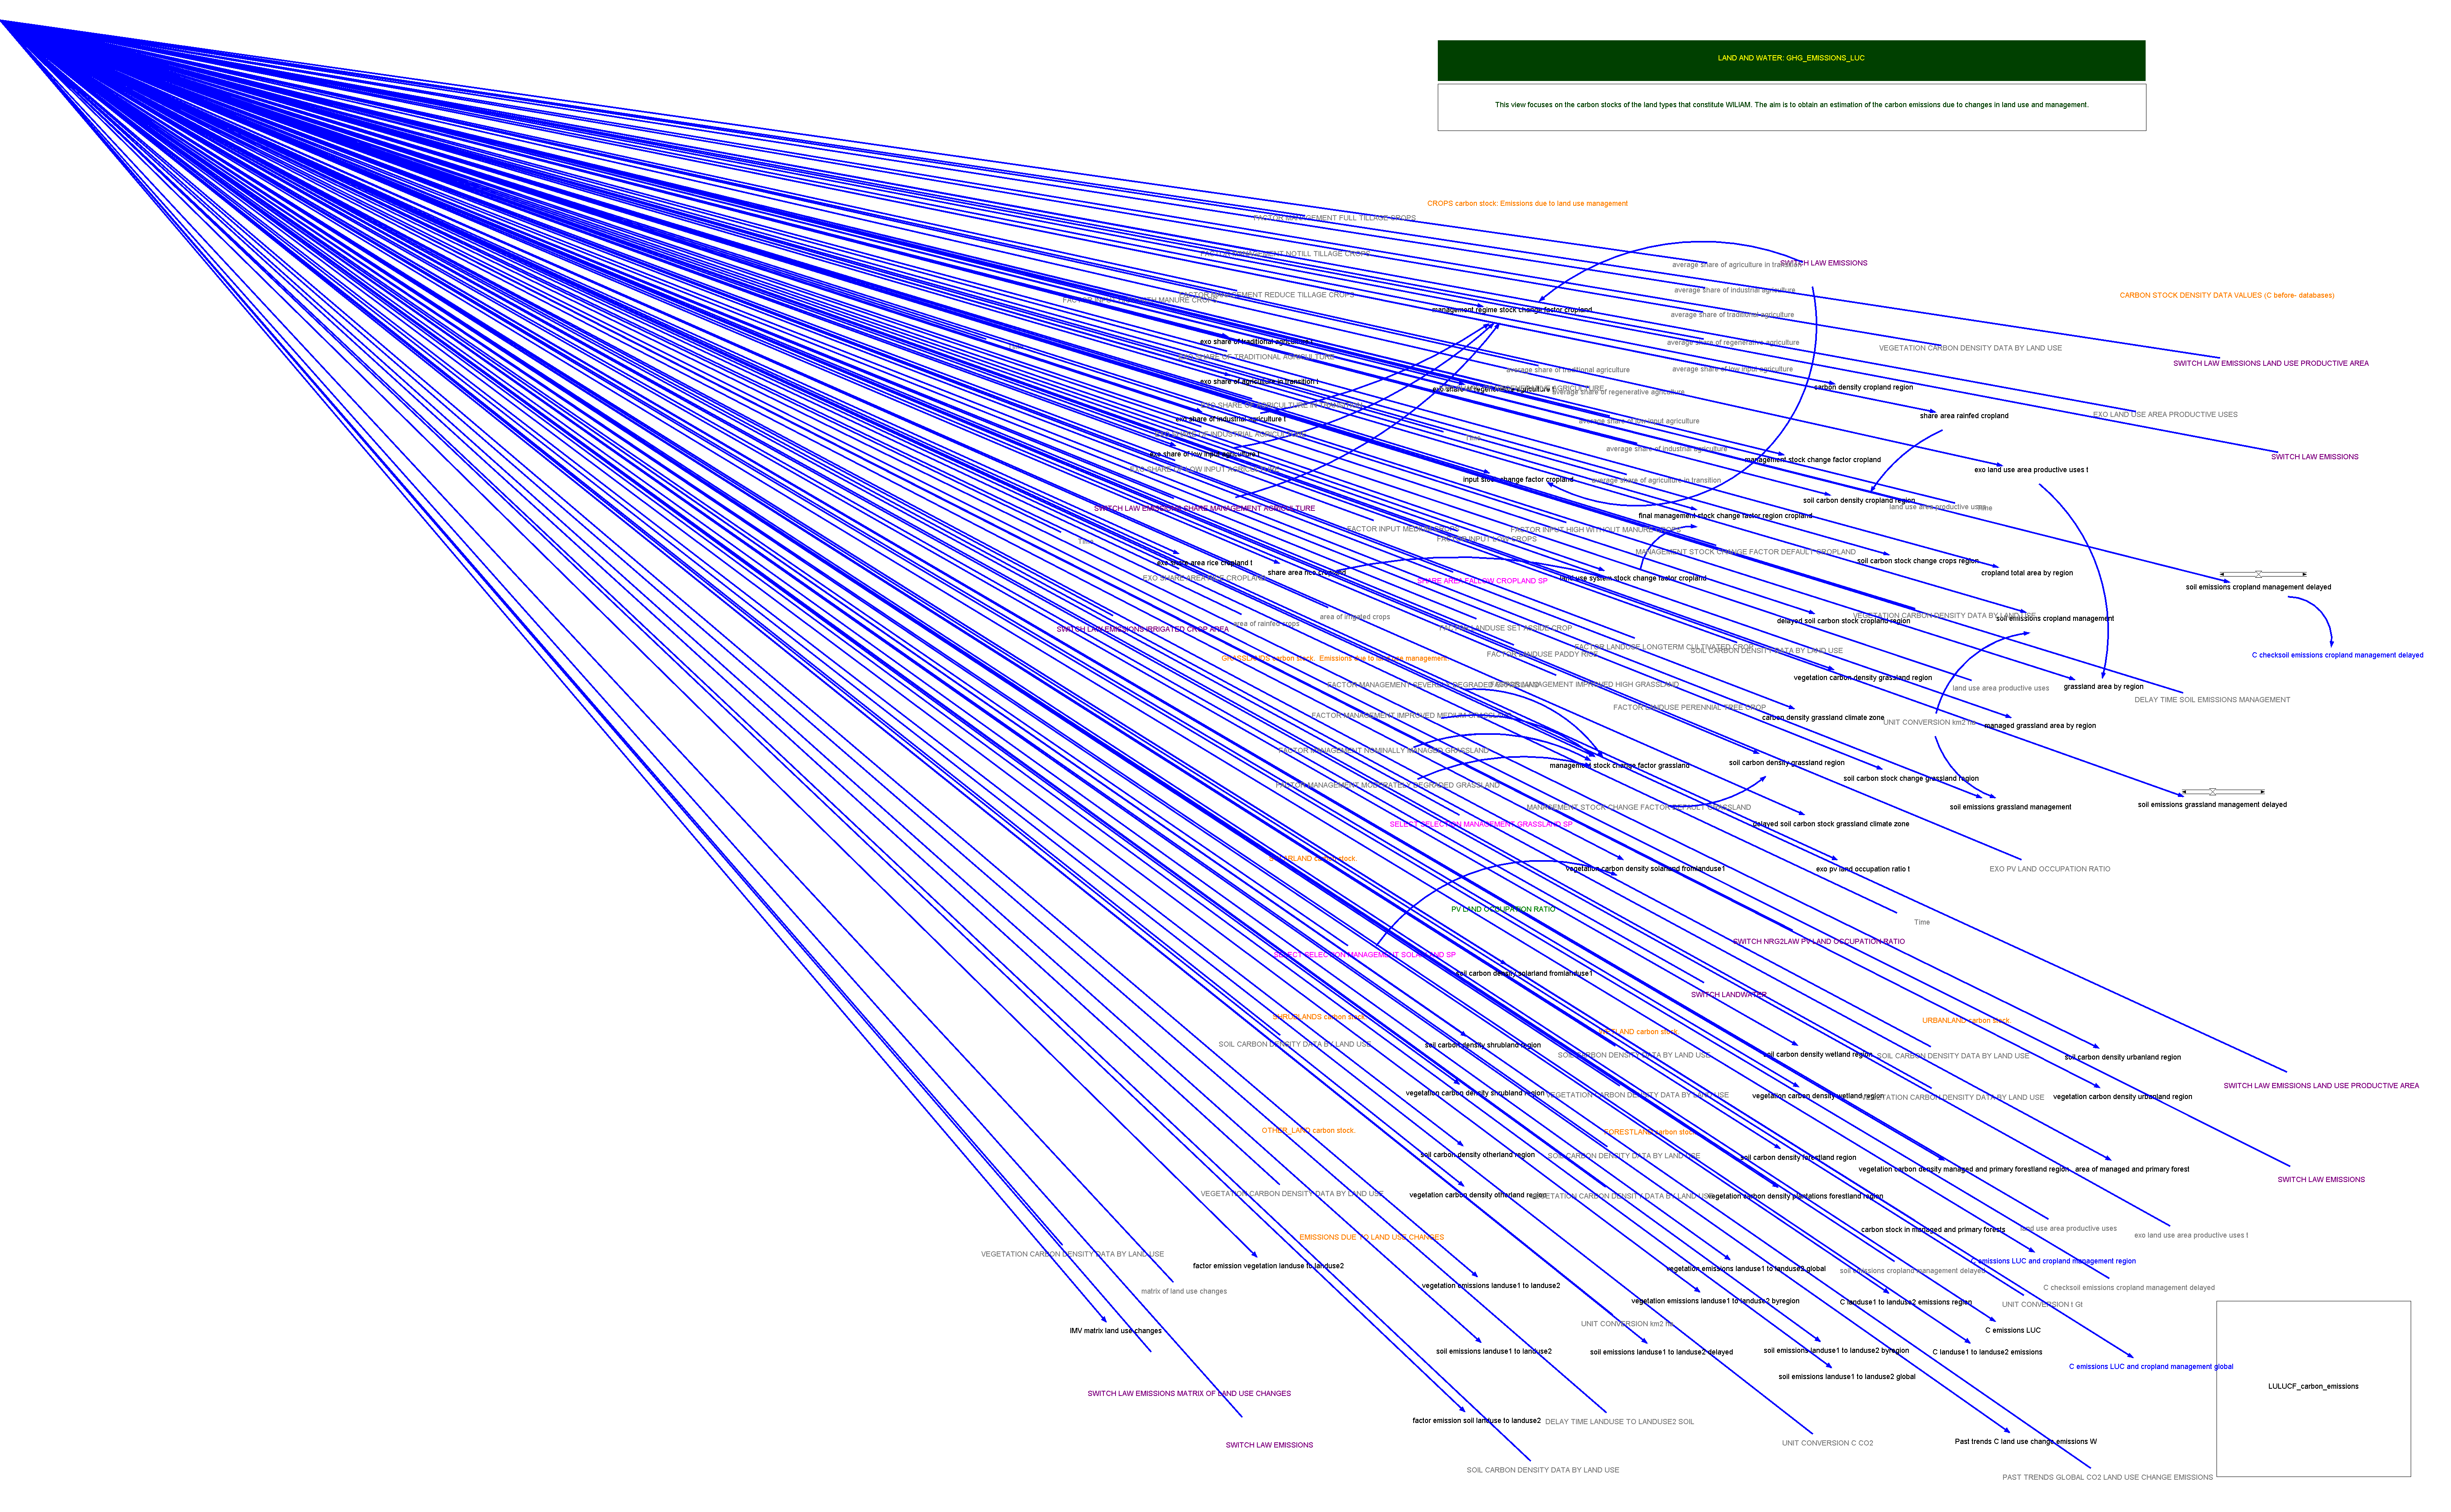 LAND AND WATER: GHG_EMISSIONS_LUC
This view focuses on the carbon stocks of the land types that constitute WILIAM. The aim is to obtain an estimation of the carbon emissions due to changes in land use and management.
CROPS carbon stock: Emissions due to land use management
FACTOR MANAGEMENT FULL TILLAGE CROPS
FACTOR MANAGEMENT NOTILL TILLAGE CROPS
average share of agriculture in transition
SWITCH LAW EMISSIONS
average share of industrial agriculture
FACTOR MANAGEMENT REDUCE TILLAGE CROPS
CARBON STOCK DENSITY DATA VALUES (C before- databases)
management regime stock change factor cropland
average share of traditional agriculture
exo share of traditional agriculture t
average share of regenerative agriculture
VEGETATION CARBON DENSITY DATA BY LAND USE
EXO SHARE OF TRADITIONAL AGRICULTURE
SWITCH LAW EMISSIONS LAND USE PRODUCTIVE AREA
average share of traditional agriculture
average share of low input agriculture
exo share of agriculture in transition t
exo share of regenerative agriculture t
average share of regenerative agriculture
carbon density cropland region
exo share of industrial agriculture t
share area rainfed cropland
EXO LAND USE AREA PRODUCTIVE USES
average share of low input agriculture
Time
average share of industrial agriculture
exo share of low input agriculture t
SWITCH LAW EMISSIONS
management stock change factor cropland
EXO SHARE OF LOW INPUT AGRICULTURE
exo land use area productive uses t
input stock change factor cropland
average share of agriculture in transition
soil carbon density cropland region
SWITCH LAW EMISSIONS SHARE MANAGEMENT AGRICULTURE
land use area productive uses
Time
final management stock change factor region cropland
FACTOR INPUT MEDIUM CROPS
FACTOR INPUT HIGH WITHOUT MANURE CROPS
FACTOR INPUT LOW CROPS
Time
MANAGEMENT STOCK CHANGE FACTOR DEFAULT CROPLAND
exo share area rice cropland t
soil carbon stock change crops region
share area rice cropland
cropland total area by region
EXO SHARE AREA RICE CROPLAND
SHARE AREA FALLOW CROPLAND SP
land use system stock change factor cropland
soil emissions cropland management delayed
area of rainfed crops
area of irrigated crops
VEGETATION CARBON DENSITY DATA BY LAND USE
soil emissions cropland management
delayed soil carbon stock cropland region
SWITCH LAW EMISSIONS IRRIGATED CROP AREA
FACTOR LANDUSE SET ASSIDE CROP
FACTOR LANDUSE LONGTERM CULTIVATED CROP
SOIL CARBON DENSITY DATA BY LAND USE
FACTOR LANDUSE PADDY RICE
C checksoil emissions cropland management delayed
GRASSLANDS carbon stock. Emissions due to land use management.
vegetation carbon density grassland region
FACTOR MANAGEMENT IMPROVED HIGH GRASSLAND
land use area productive uses
grassland area by region
DELAY TIME SOIL EMISSIONS MANAGEMENT
FACTOR LANDUSE PERENNIAL TREE CROP
FACTOR MANAGEMENT IMPROVED MEDIUM GRASSLAND
carbon density grassland climate zone
UNIT CONVERSION km2 ha
managed grassland area by region
FACTOR MANAGEMENT NOMINALLY MANAGED GRASSLAND
management stock change factor grassland
soil carbon density grassland region
soil carbon stock change grassland region
FACTOR MANAGEMENT MODERATELY DEGRADED GRASSLAND
MANAGEMENT STOCK CHANGE FACTOR DEFAULT GRASSLAND
soil emissions grassland management
soil emissions grassland management delayed
SELECT SELECTION MANAGEMENT GRASSLAND SP
delayed soil carbon stock grassland climate zone
SOLARLAND carbon stock.
vegetation carbon density solarland fromlanduse1
exo pv land occupation ratio t
EXO PV LAND OCCUPATION RATIO
PV LAND OCCUPATION RATIO
Time
SWITCH NRG2LAW PV LAND OCCUPATION RATIO
SELECT SELECTION MANAGEMENT SOLARLAND SP
soil carbon density solarland fromlanduse1
SWITCH LANDWATER
SHRUBLANDS carbon stock.
URBANLAND carbon stock.
WETLAND carbon stock.
SOIL CARBON DENSITY DATA BY LAND USE
soil carbon density shrubland region
SOIL CARBON DENSITY DATA BY LAND USE
soil carbon density wetland region
SOIL CARBON DENSITY DATA BY LAND USE
soil carbon density urbanland region
SWITCH LAW EMISSIONS LAND USE PRODUCTIVE AREA
vegetation carbon density shrubland region
VEGETATION CARBON DENSITY DATA BY LAND USE
vegetation carbon density wetland region
VEGETATION CARBON DENSITY DATA BY LAND USE
vegetation carbon density urbanland region
OTHER_LAND carbon stock.
FORESTLAND carbon stock.
soil carbon density otherland region
SOIL CARBON DENSITY DATA BY LAND USE
soil carbon density forestland region
vegetation carbon density managed and primary forestland region
area of managed and primary forest
SWITCH LAW EMISSIONS
VEGETATION CARBON DENSITY DATA BY LAND USE
vegetation carbon density otherland region
VEGETATION CARBON DENSITY DATA BY LAND USE
vegetation carbon density plantations forestland region
carbon stock in managed and primary forests
land use area productive uses
exo land use area productive uses t
EMISSIONS DUE TO LAND USE CHANGES
VEGETATION CARBON DENSITY DATA BY LAND USE
factor emission vegetation landuse to landuse2
vegetation emissions landuse1 to landuse2 global
soil emissions cropland management delayed
C emissions LUC and cropland management region
matrix of land use changes
vegetation emissions landuse1 to landuse2
C checksoil emissions cropland management delayed
vegetation emissions landuse1 to landuse2 byregion
C landuse1 to landuse2 emissions region
UNIT CONVERSION t Gt
IMV matrix land use changes
UNIT CONVERSION km2 ha
C emissions LUC
soil emissions landuse1 to landuse2
soil emissions landuse1 to landuse2 delayed
soil emissions landuse1 to landuse2 byregion
C landuse1 to landuse2 emissions
C emissions LUC and cropland management global
soil emissions landuse1 to landuse2 global
LULUCF_carbon_emissions
SWITCH LAW EMISSIONS MATRIX OF LAND USE CHANGES
factor emission soil landuse to landuse2
DELAY TIME LANDUSE TO LANDUSE2 SOIL
SWITCH LAW EMISSIONS
UNIT CONVERSION C CO2
Past trends C land use change emissions W
SOIL CARBON DENSITY DATA BY LAND USE
PAST TRENDS GLOBAL CO2 LAND USE CHANGE EMISSIONS